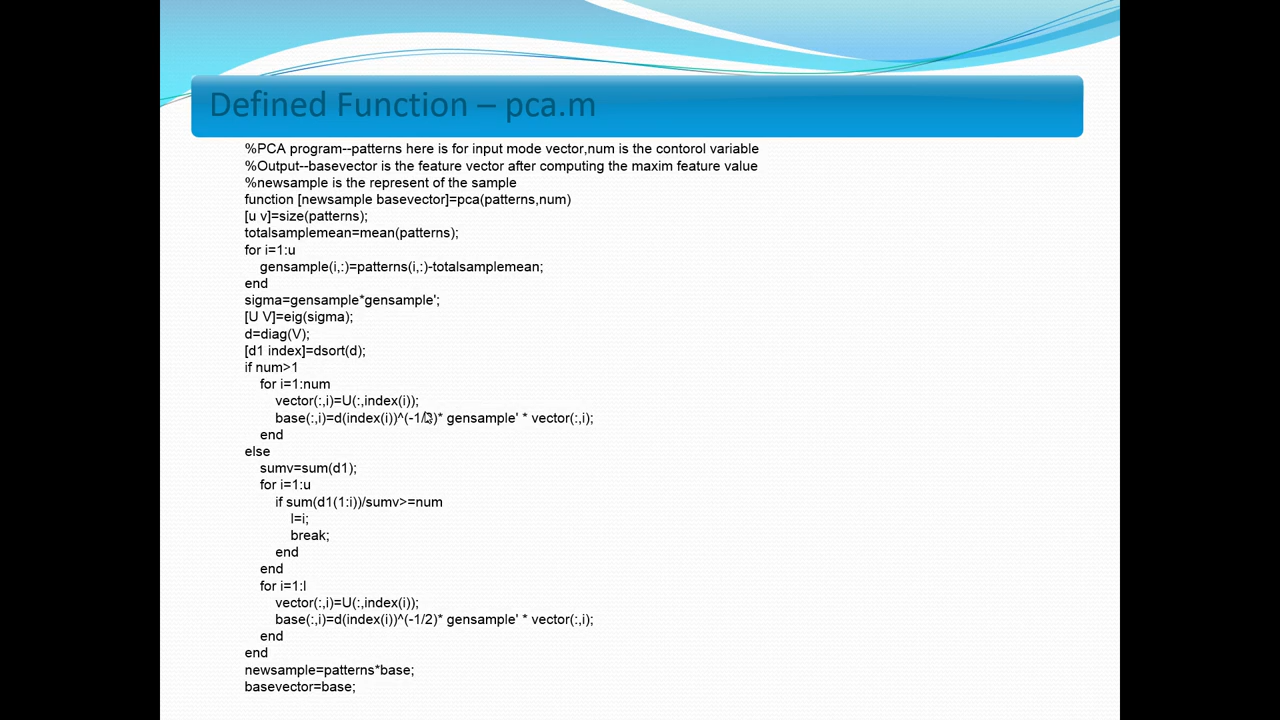 Defined Function – pca.m
%PCA program--patterns here is for input mode vector,num is the contorol variable
%Output--basevector is the feature vector after computing the maxim feature value
%newsample is the represent of the sample
function [newsample basevector]=pca(patterns,num)
[u v]=size(patterns);
totalsamplemean=mean(patterns);
for i=1:u
gensample(i,:)=patterns(i,:)-totalsamplemean;
end
sigma=gensample*gensample';
[U V]=eig(sigma);
d=diag(V);
[d1 index]=dsort(d);
if num>1
for i=1:num
vector(:,i)=U(:,index(i));
base(:,i)=d(index(i))^(-1/2)* gensample' * vector(:,i);
end
else
sumv=sum(d1);
for i=1:u
if sum(d1(1:i))/sumv>=num
l=i;
break;
end
end
for i=1:l
vector(:,i)=U(:,index(i));
base(:,i)=d(index(i))^(-1/2)* gensample' * vector(:,i);
end
end
newsample=patterns*base;
basevector=base;